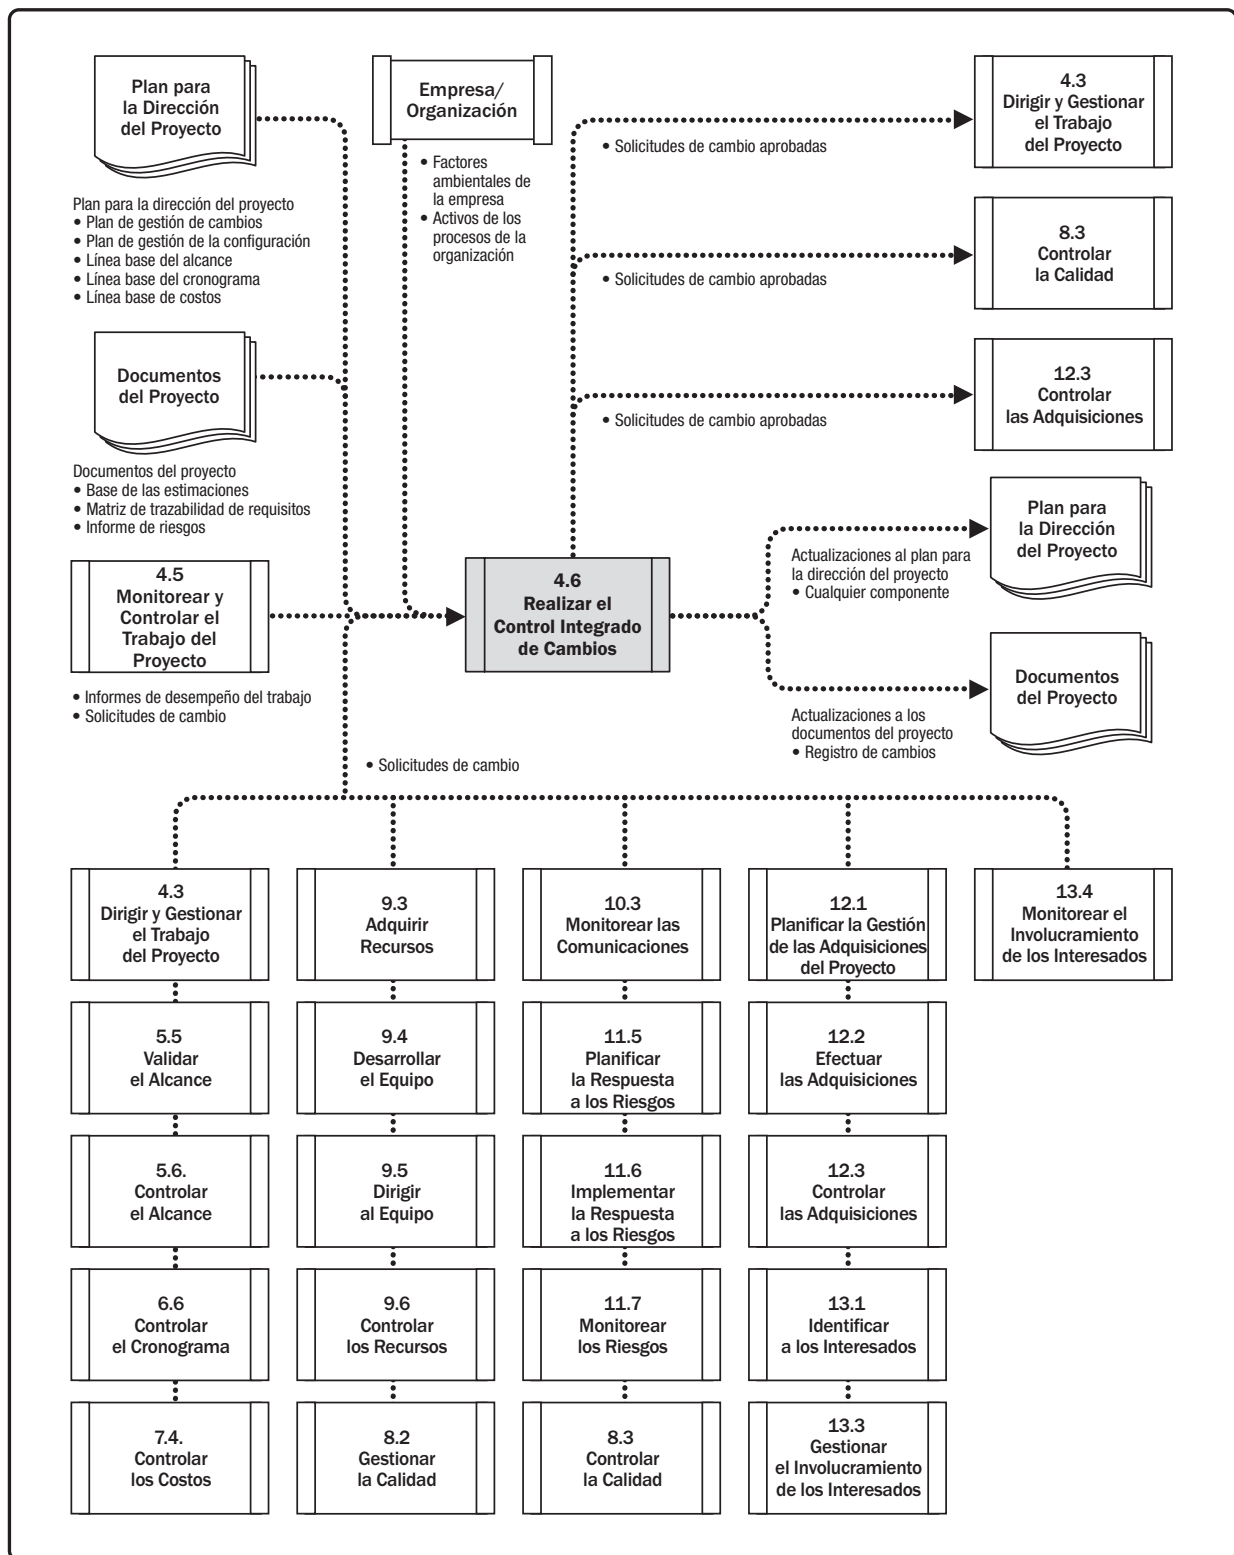 Plan para
la Dirección
del Proyecto
Plan para la dirección del proyecto
• Plan de gestión de cambios
• Plan de gestión de la configuración
• Línea base del alcance
• Línea base del cronograma
• Línea base de costos
Empresa/
Organización
• Factores
ambientales de
la empresa
• Activos de los
procesos de la
organización
4.3
Dirigir y Gestionar
el Trabajo
del Proyecto
• Solicitudes de cambio aprobadas
8.3
Controlar
la Calidad
• Solicitudes de cambio aprobadas
12.3
Controlar
las Adquisiciones
• Solicitudes de cambio aprobadas
Documentos
del Proyecto
Documentos del proyecto
• Base de las estimaciones
• Matriz de trazabilidad de requisitos
• Informe de riesgos
4.5
Monitorear y
Controlar el
Trabajo del
Proyecto
• Informes de desempeño del trabajo
• Solicitudes de cambio
4.6
Realizar el
Control Integrado
de Cambios
Plan para
la Dirección
del Proyecto
Actualizaciones al plan para
la dirección del proyecto
• Cualquier componente
Documentos
del Proyecto
Actualizaciones a los
documentos del proyecto
• Registro de cambios
• Solicitudes de cambio
4.3
Dirigir y Gestionar
el Trabajo
del Proyecto
9.3
Adquirir
Recursos
10.3
Monitorear las
Comunicaciones
12.1
Planificar la Gestión
de las Adquisiciones
del Proyecto
13.4
Monitorear el
Involucramiento
de los Interesados
5.5
Validar
el Alcance
9.4
Desarrollar
el Equipo
11.5
Planificar
la Respuesta
a los Riesgos
12.2
Efectuar
las Adquisiciones
5.6.
Controlar
el Alcance
9.5
Dirigir
al Equipo
11.6
Implementar
la Respuesta
a los Riesgos
12.3
Controlar
las Adquisiciones
6.6
Controlar
el Cronograma
9.6
Controlar
los Recursos
11.7
Monitorear
los Riesgos
13.1
Identificar
a los Interesados
7.4.
Controlar
los Costos
8.2
Gestionar
la Calidad
8.3
Controlar
la Calidad
13.3
Gestionar
el Involucramiento
de los Interesados